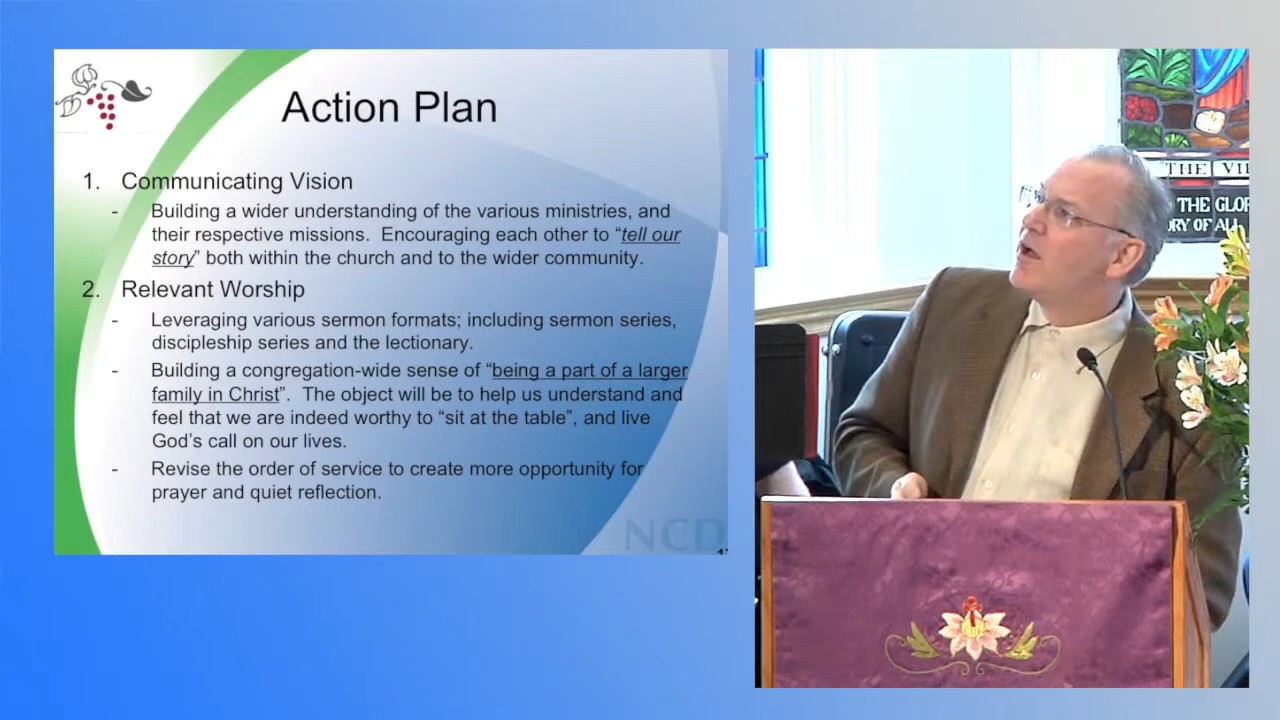 Action Plan
1. Communicating Vision
- Building a wider understanding of the various ministries, and
their respective missions. Encouraging each other to “tell our
story” both within the church and to the wider community.
2. Relevant Worship
- Leveraging various sermon formats; including sermon series,
discipleship series and the lectionary.
- Building a congregation-wide sense of “being a part of a larger
family in Christ”. The object will be to help us understand and
feel that we are indeed worthy to “sit at the table”, and live
God’s call on our lives.
- Revise the order of service to create more opportunity for
prayer and quiet reflection.
NCD
"THE VI
THE GLOR
ORY OF ALL